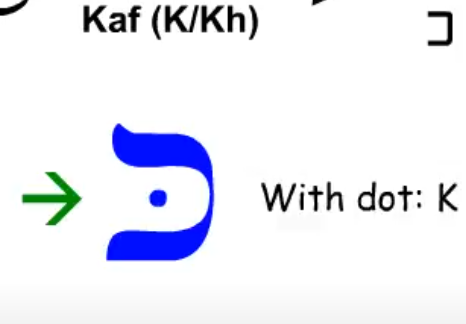 Kaf (K/Kh)
כ
כּ With dot: K